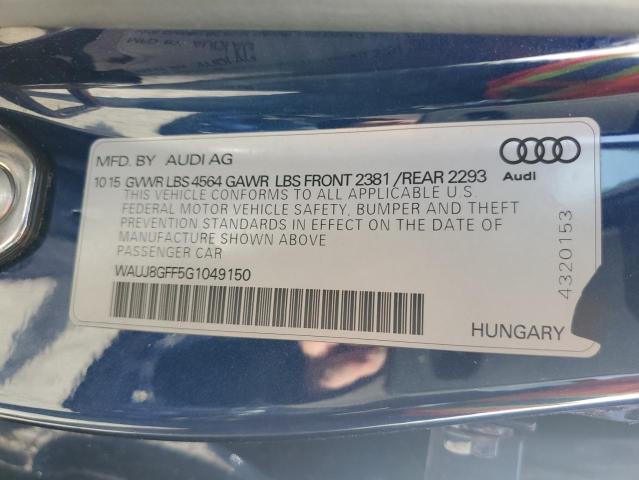 MFD. BY AUDI AG
10 15 GVWR LBS 4564 GAWR LBS FRONT 2381 /REAR 2293
THIS VEHICLE CONFORMS TO ALL APPLICABLE U S
FEDERAL MOTOR VEHICLE SAFETY, BUMPER AND THEFT
PREVENTION STANDARDS IN EFFECT ON THE DATE OF
MANUFACTURE SHOWN ABOVE
PASSENGER CAR
WAUJ8GFF5G1049150
Audi
4320153
HUNGARY